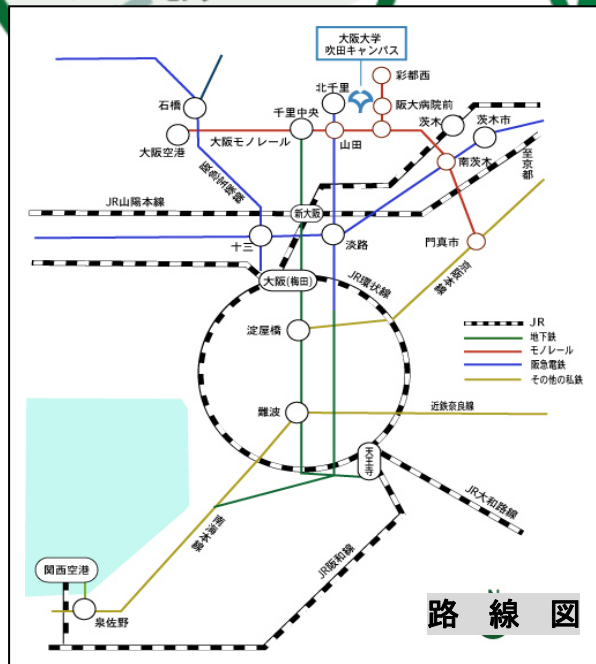 大阪大学
吹田キャンパス
彩都西
北千里
石橋
阪大病院前
千里中央
茨木
茨木市
大阪空港
大阪モノレール
山田
南茨木
至京都
阪急宝塚線
JR山陽本線
新大阪
十三
淡路
門真市
大阪(梅田)
JR環状線
京阪本線
淀屋橋
JR
地下鉄
モノレール
阪急電鉄
その他の私鉄
難波
近鉄奈良線
天王寺
JR大和路線
南海本線
JR阪和線
関西空港
泉佐野
路線図